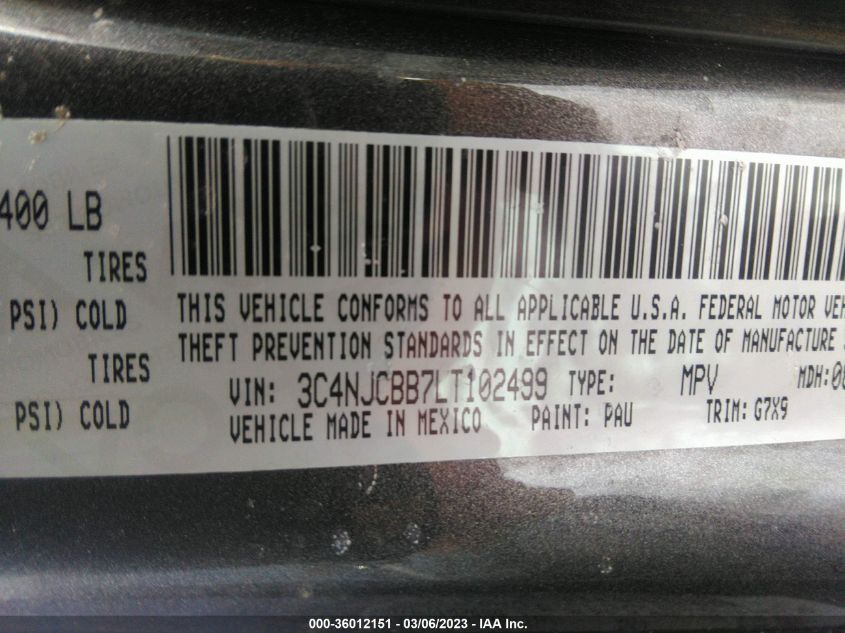 400 LB
TIRES
PSI) COLD
TIRES
PSI) COLD
THIS VEHICLE CONFORMS TO ALL APPLICABLE U.S.A. FEDERAL MOTOR VEH
THEFT PREVENTION STANDARDS IN EFFECT ON THE DATE OF MANUFACTURE
VIN: 3C4NJCBB7LT102499 TYPE: MPV MDH:08
VEHICLE MADE IN MEXICO PAINT: PAU TRIM: G7X9
000-36012151 — 03/06/2023 — IAA Inc.